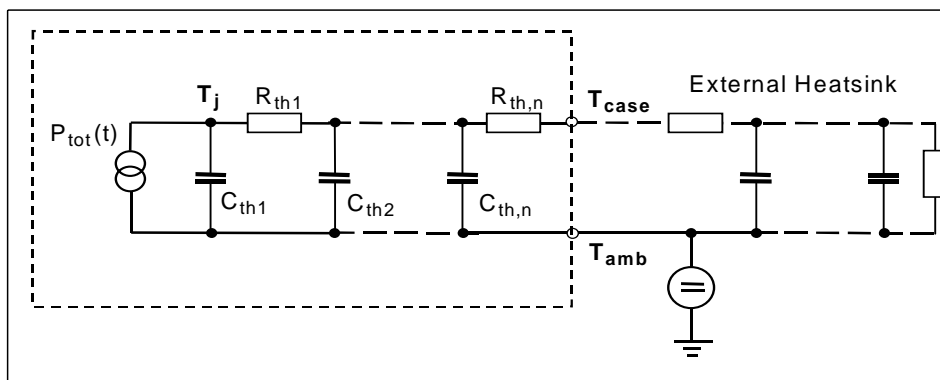 External Heatsink
T_j
R_th1
R_th,n
T_case
P_tot(t)
C_th1
C_th2
C_th,n
T_amb